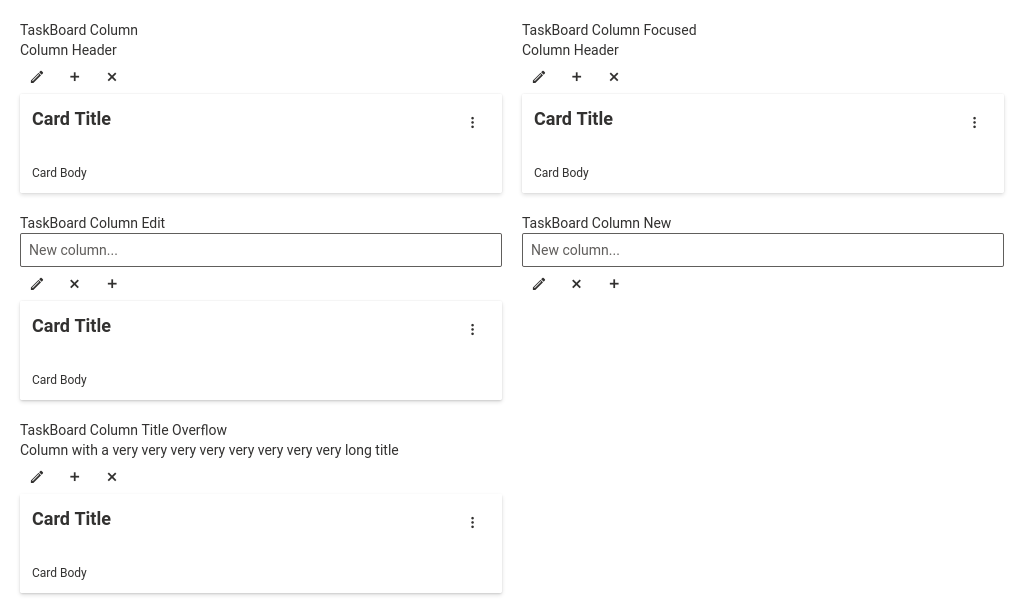 TaskBoard Column
Column Header
Card Title
Card Body
TaskBoard Column Focused
Column Header
Card Title
Card Body
TaskBoard Column Edit
New column...
Card Title
Card Body
TaskBoard Column New
New column...
TaskBoard Column Title Overflow
Column with a very very very very very very very very long title
Card Title
Card Body